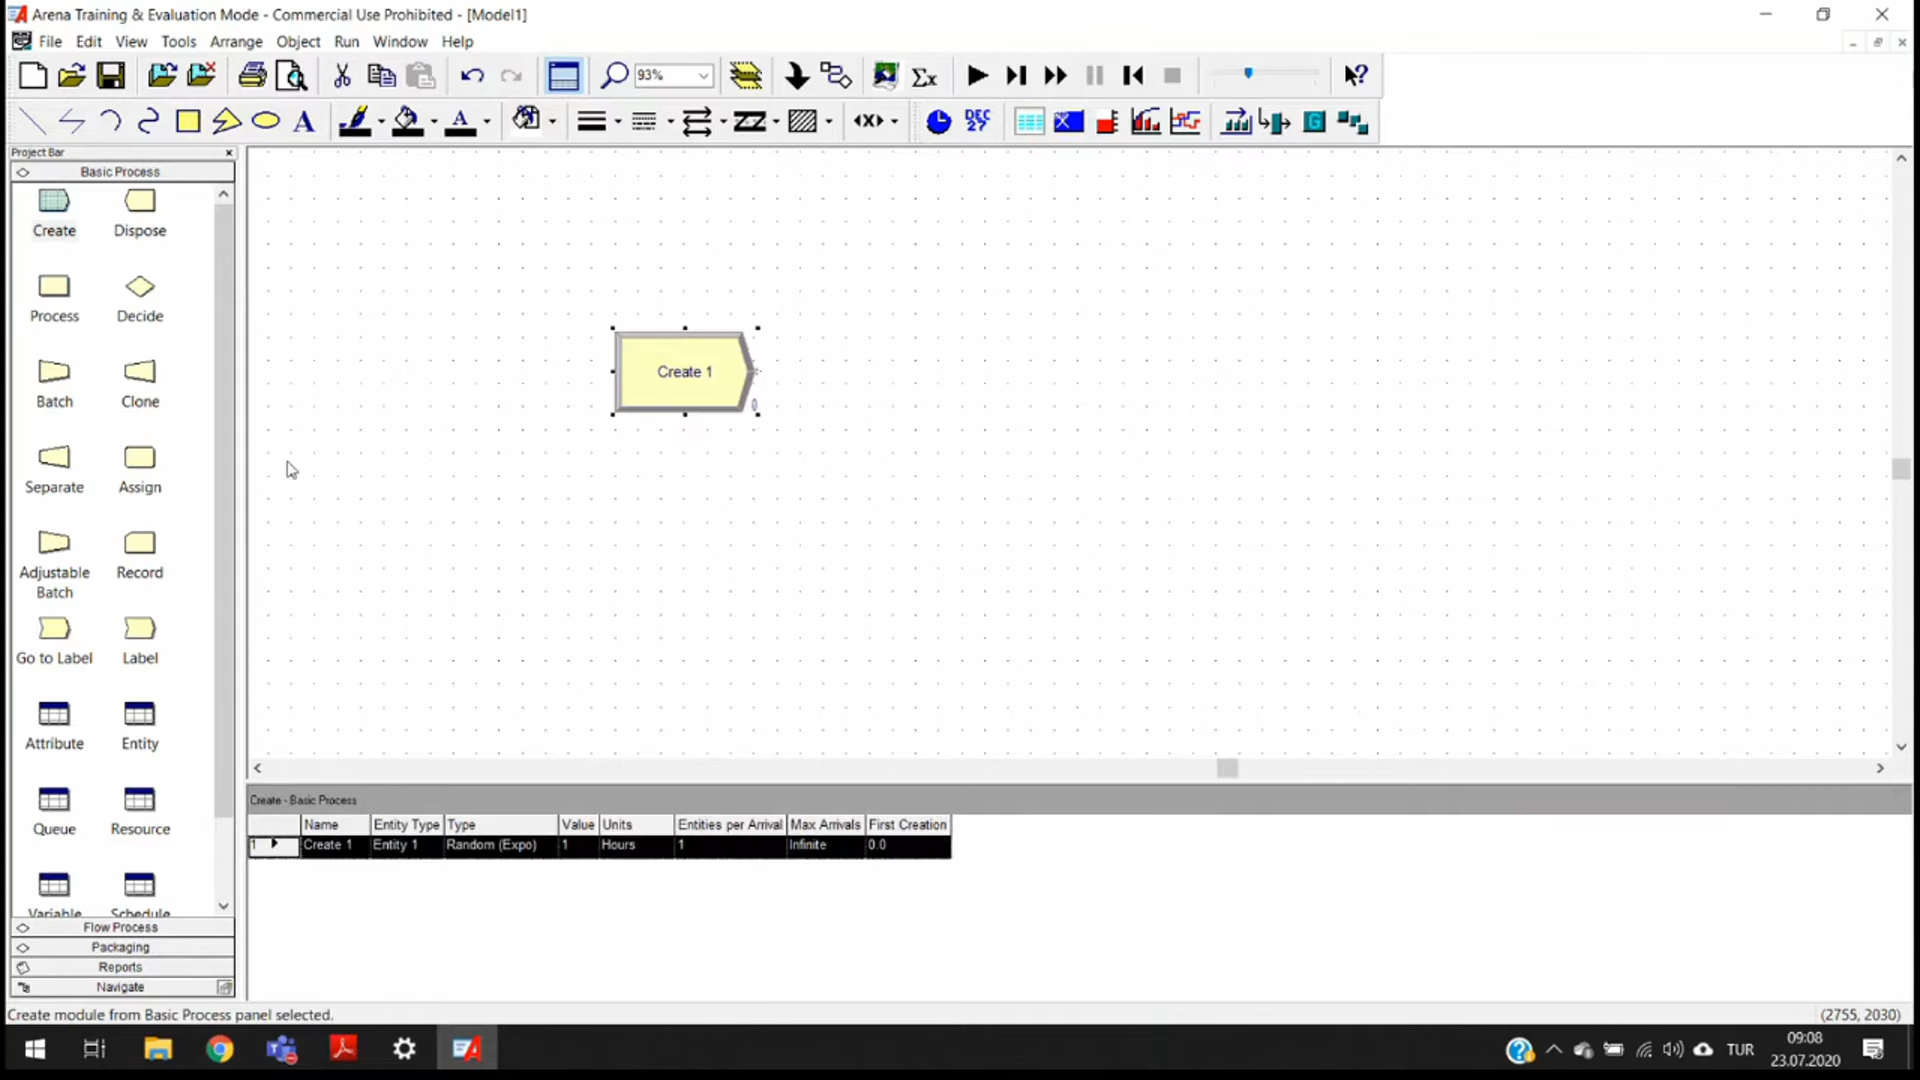 Arena Training & Evaluation Mode - Commercial Use Prohibited - [Model1]
File Edit View Tools Arrange Object Run Window Help
93%
Σx
A A DEC 27
Project Bar
Basic Process
Create Dispose
Process Decide
Batch Clone
Separate Assign
Adjustable Batch Record
Go to Label Label
Attribute Entity
Queue Resource
Variable Schedule
Flow Process
Packaging
Reports
Navigate
Create 1
0
Create - Basic Process
Name Entity Type Type Value Units Entities per Arrival Max Arrivals First Creation
1 Create 1 Entity 1 Random (Expo) 1 Hours 1 Infinite 0.0
Create module from Basic Process panel selected.
(2755, 2030)
TUR
09:08
23.07.2020